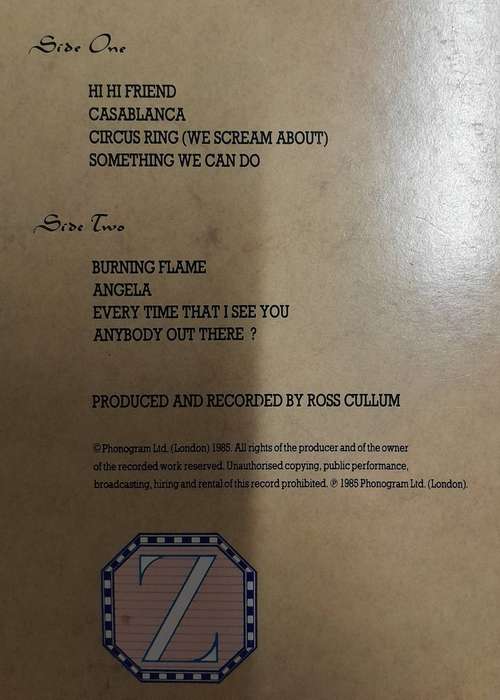 Side One
HI HI FRIEND
CASABLANCA
CIRCUS RING (WE SCREAM ABOUT)
SOMETHING WE CAN DO
Side Two
BURNING FLAME
ANGELA
EVERY TIME THAT I SEE YOU
ANYBODY OUT THERE ?
PRODUCED AND RECORDED BY ROSS CULLUM
© Phonogram Ltd. (London) 1985. All rights of the producer and of the owner
of the recorded work reserved. Unauthorised copying, public performance,
broadcasting, hiring and rental of this record prohibited. ℗ 1985 Phonogram Ltd. (London).
Z